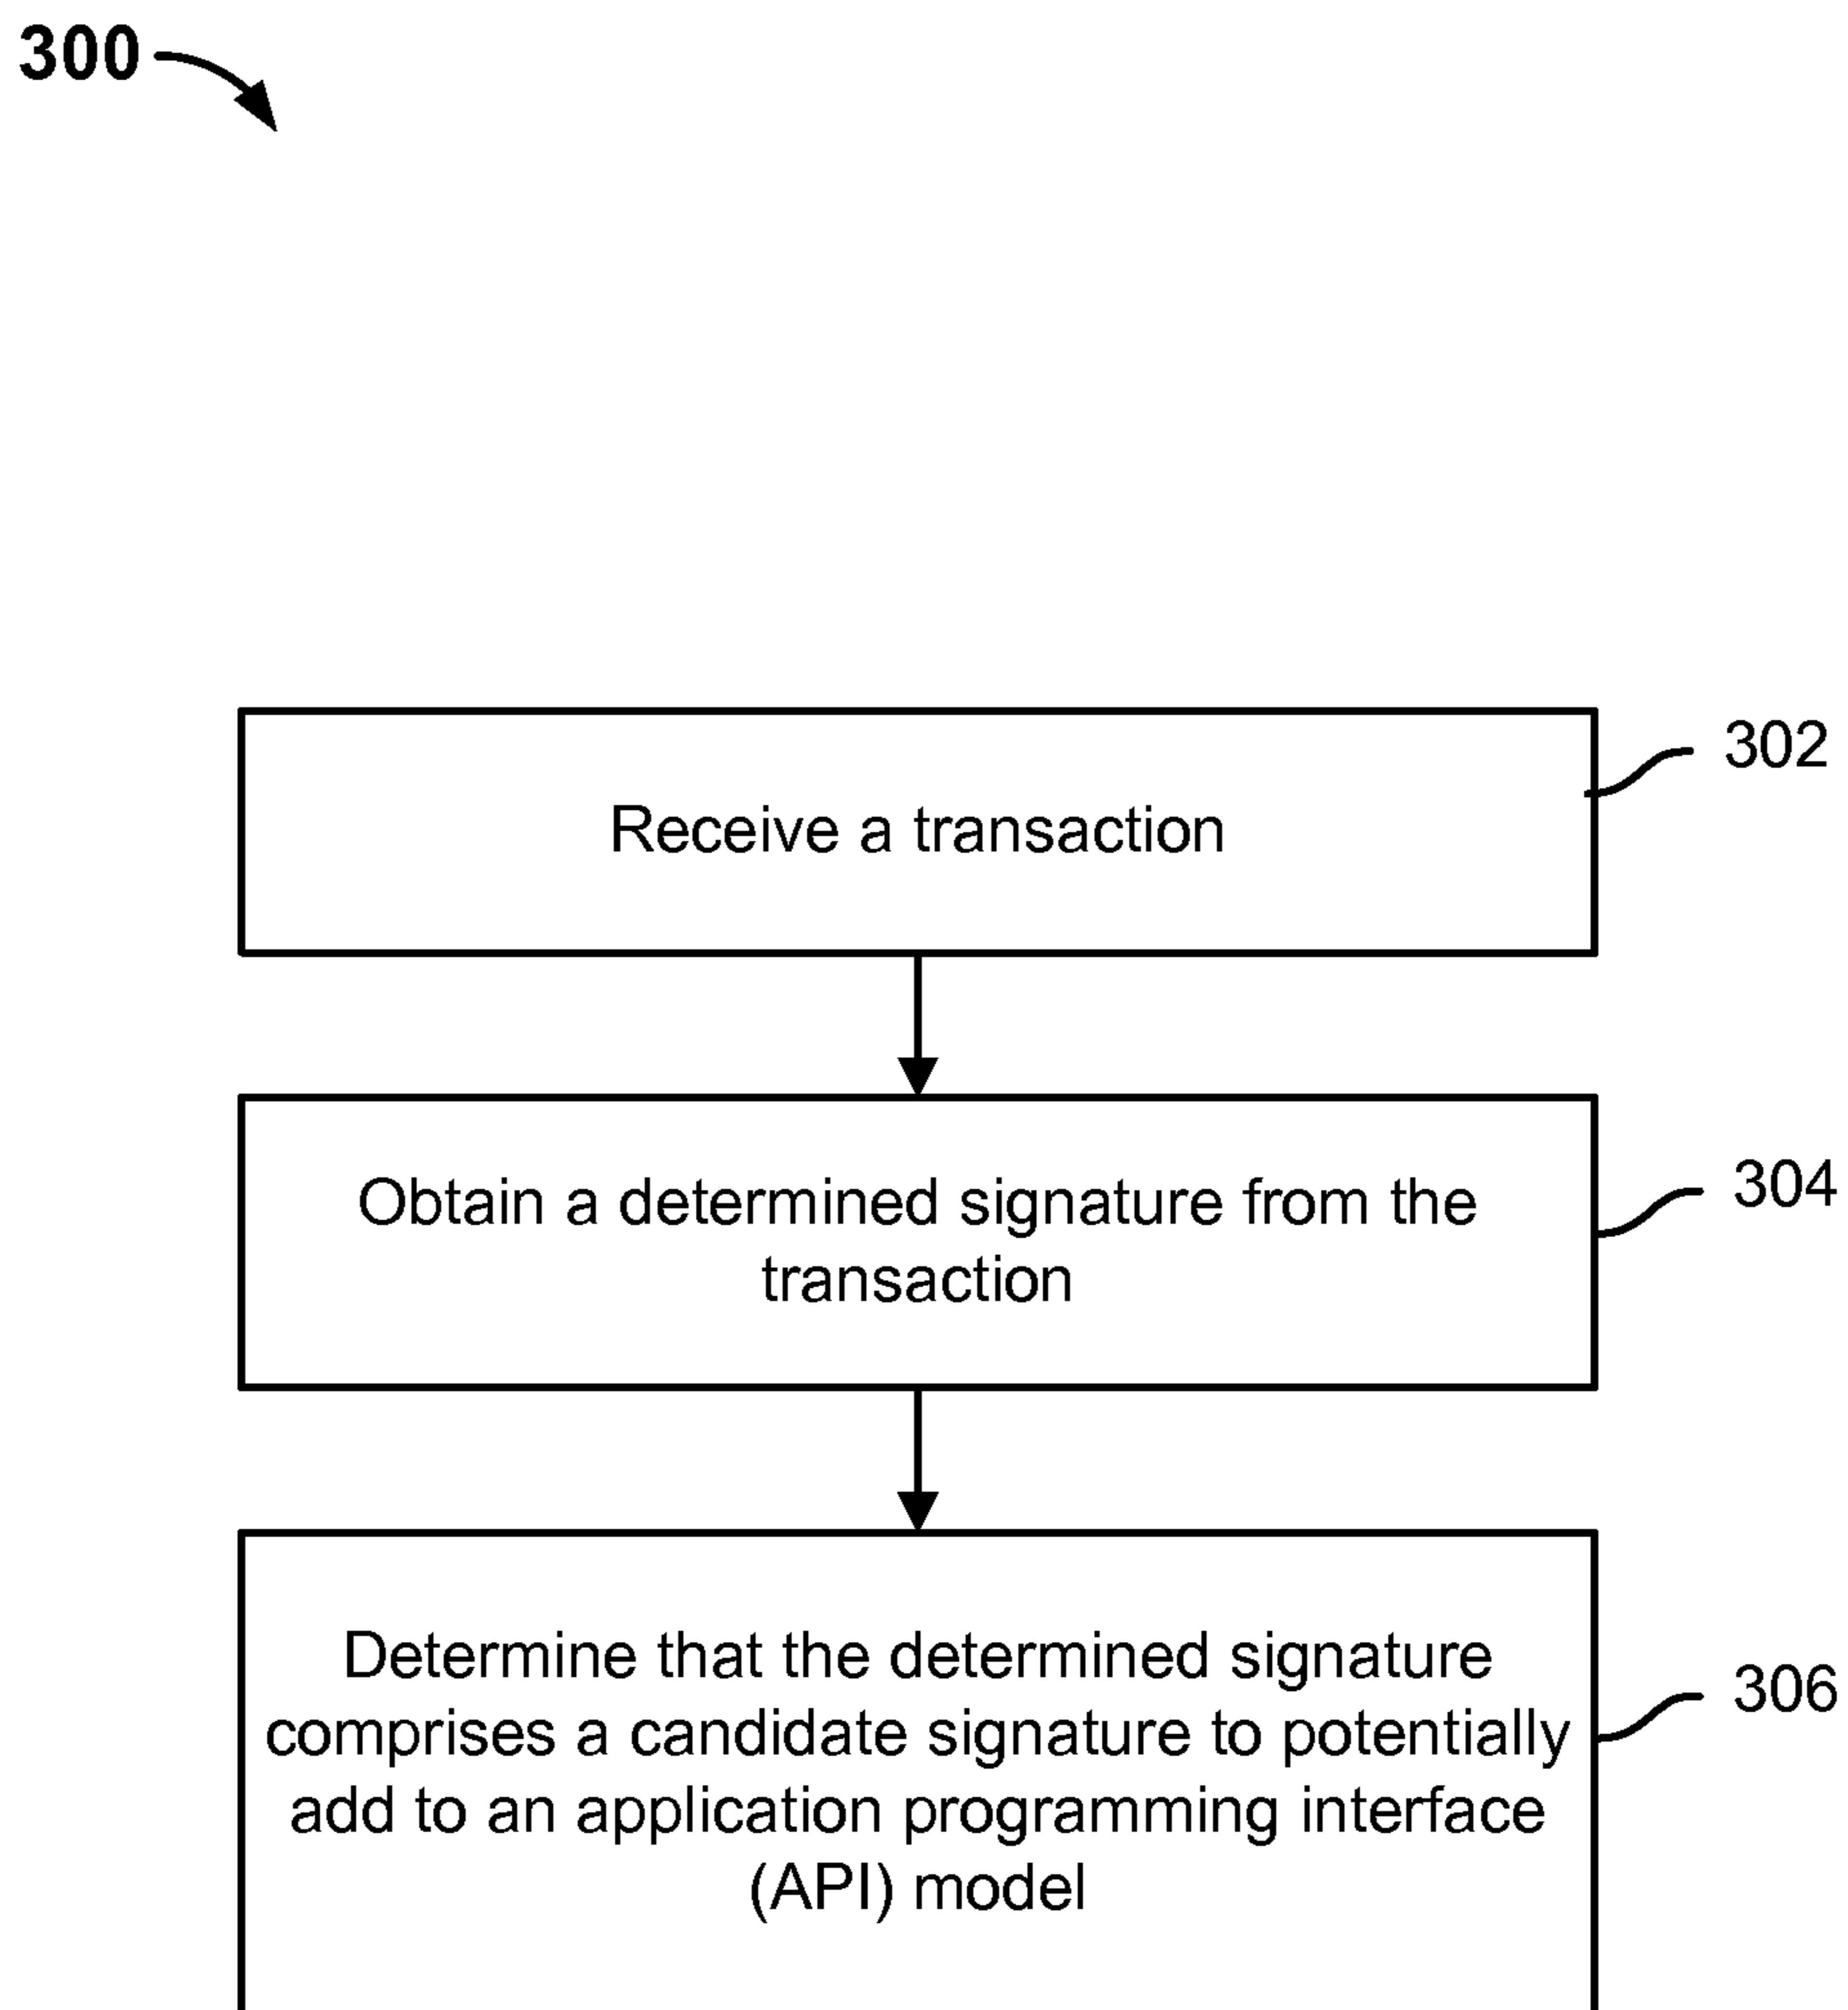 300
Receive a transaction
302
Obtain a determined signature from the
transaction
304
Determine that the determined signature
comprises a candidate signature to potentially
add to an application programming interface
(API) model
306